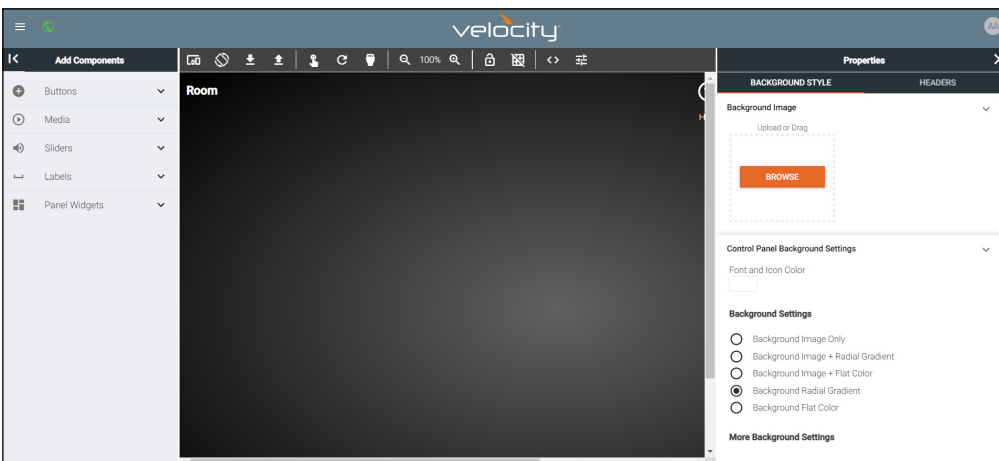 velocity
AA
Add Components
100%
Properties
Buttons
Media
Sliders
Labels
Panel Widgets
Room
H
BACKGROUND STYLE
HEADERS
Background Image
Upload or Drag
BROWSE
Control Panel Background Settings
Font and Icon Color
Background Settings
Background Image Only
Background Image + Radial Gradient
Background Image + Flat Color
Background Radial Gradient
Background Flat Color
More Background Settings